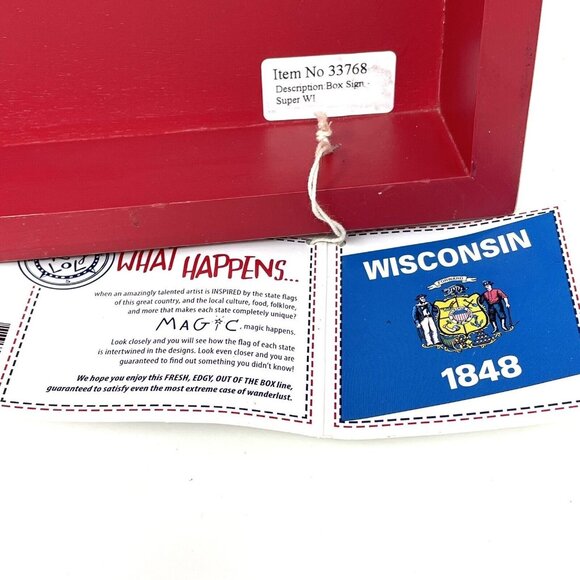 Item No 33768
Description Box Sign -
Super WI
LOL
WHAT HAPPENS...
when an amazingly talented artist is INSPIRED by the state flags
of this great country, and the local culture, food, folklore,
and more that makes each state completely unique?
MAGIC. magic happens.
Look closely and you will see how the flag of each state
is intertwined in the designs. Look even closer and you are
guaranteed to find out something you didn't know!
We hope you enjoy this FRESH, EDGY, OUT OF THE BOX line,
guaranteed to satisfy even the most extreme case of wanderlust.
WISCONSIN
FORWARD
1848